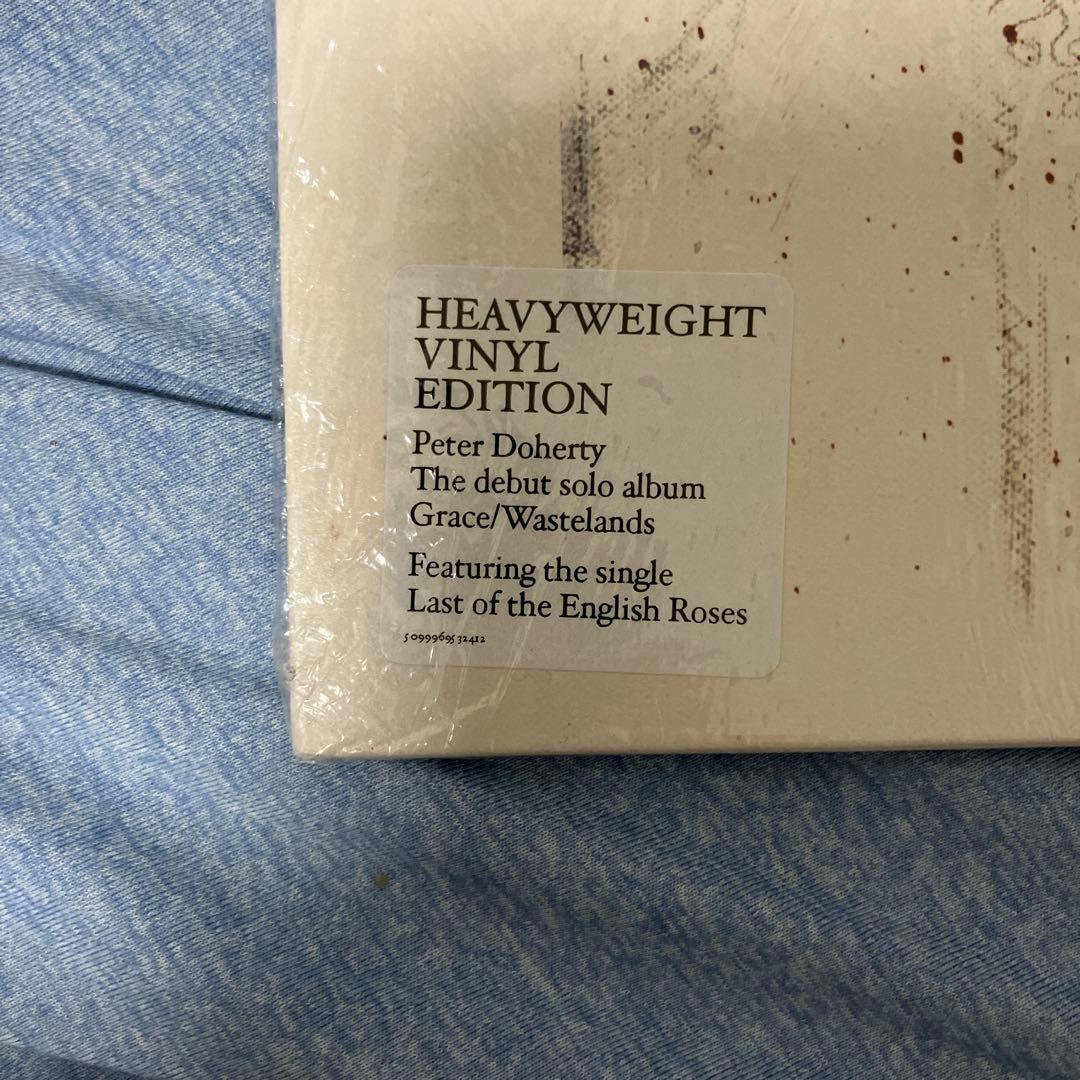 HEAVYWEIGHT
VINYL
EDITION
Peter Doherty
The debut solo album
Grace/Wastelands
Featuring the single
Last of the English Roses
5099969532412